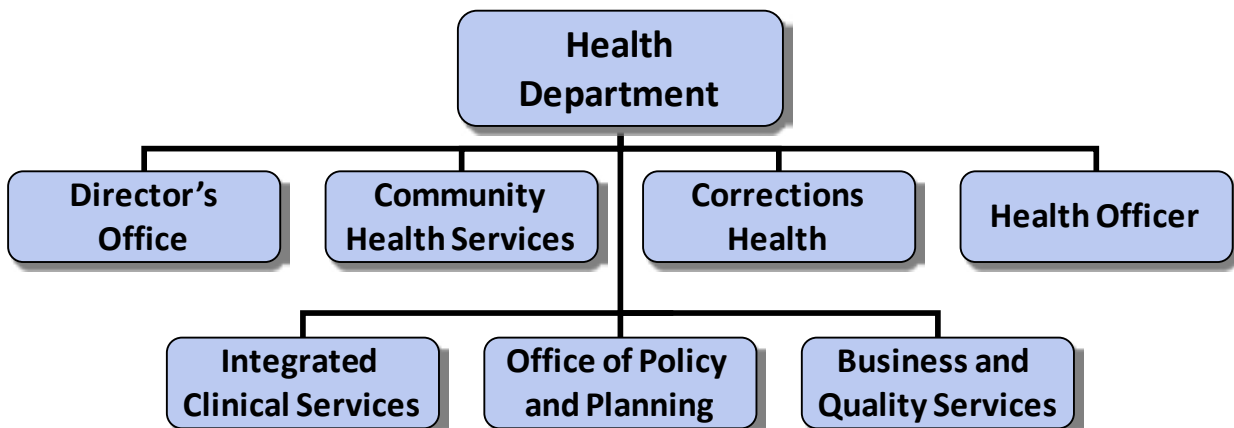 Health
Department
Director’s
Office
Community
Health Services
Corrections
Health
Health Officer
Integrated
Clinical Services
Office of Policy
and Planning
Business and
Quality Services